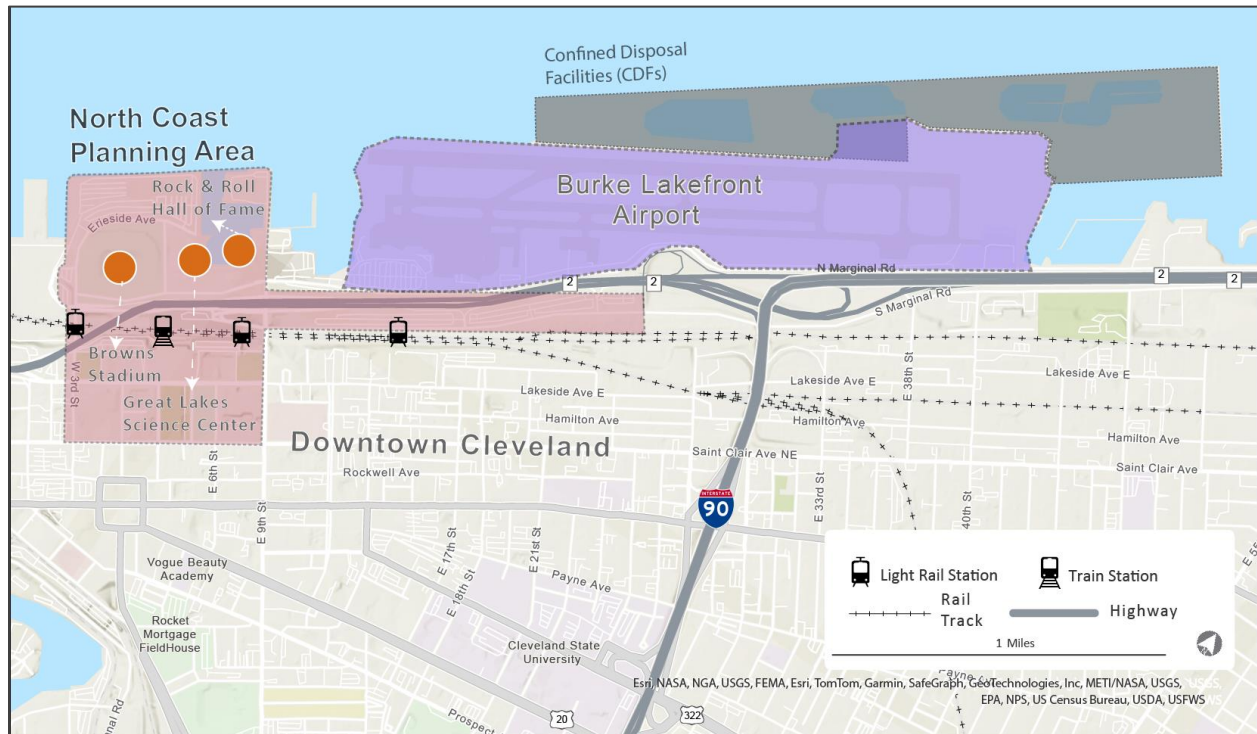 Confined Disposal
Facilities (CDFs)
North Coast
Planning Area
Rock & Roll
Hall of Fame
Erieside Ave
Burke Lakefront
Airport
N Marginal Rd
2
2
2
2
S Marginal Rd
W 3rd St
Browns
Stadium
Great Lakes
Science Center
Lakeside Ave E
Lakeside Ave E
Lakeside Ave E
E 38th St
Hamilton Ave
Hamilton Ave
Hamilton Ave
Downtown Cleveland
Saint Clair Ave NE
Saint Clair Ave
Rockwell Ave
E 6th St
E 9th St
E 33rd St
40th St
INTERSTATE
90
E 17th St
E 18th St
E 21st St
Payne Ave
Vogue Beauty
Academy
Rocket
Mortgage
FieldHouse
Cleveland State
University
Light Rail Station
Train Station
Rail
Track
Highway
1 Miles
E 55
Payne Av
nal Rd
Prospect
20
322
Esri, NASA, NGA, USGS, FEMA, Esri, TomTom, Garmin, SafeGraph, GeoTechnologies, Inc, METI/NASA, USGS,
EPA, NPS, US Census Bureau, USDA, USFWS